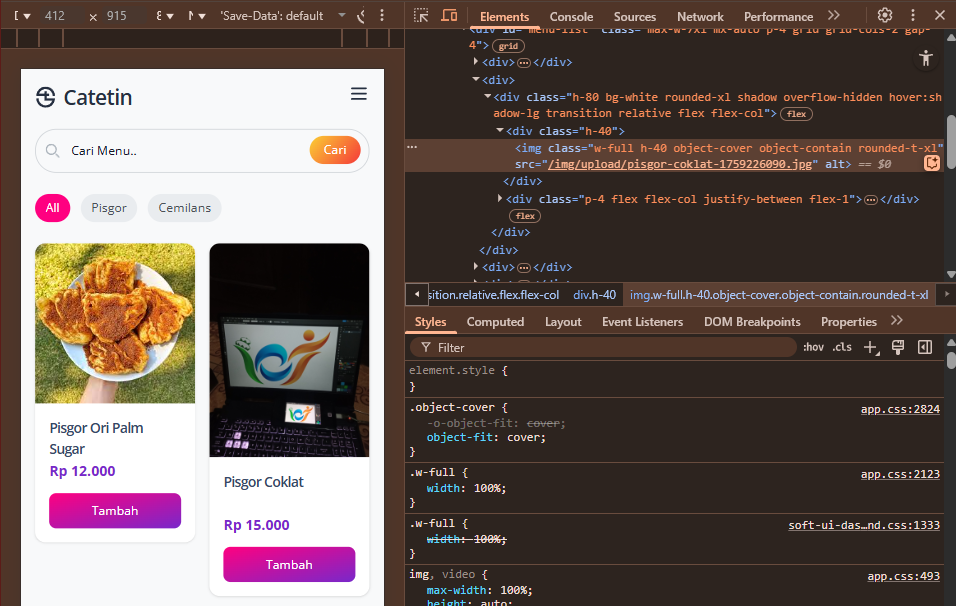 412 × 915 8 'Save-Data': default
Elements Console Sources Network Performance
Catetin
Cari Menu.. Cari
All Pisgor Cemilans
Pisgor Ori Palm
Sugar
Rp 12.000
Tambah
Pisgor Coklat
Rp 15.000
Tambah
<div id="menu-list" class="max-w-7xl mx-auto p-4 grid grid-cols-2 gap-
4"> grid
<div> … </div>
<div>
<div class="h-80 bg-white rounded-xl shadow overflow-hidden hover:sh
adow-lg transition relative flex flex-col"> flex
<div class="h-40">
… <img class="w-full h-40 object-cover object-contain rounded-t-xl"
src="/img/upload/pisgor-coklat-1759226090.jpg" alt> == $0
</div>
<div class="p-4 flex flex-col justify-between flex-1"> … </div>
flex
</div>
</div>
<div> … </div>
sition.relative.flex.flex-col div.h-40 img.w-full.h-40.object-cover.object-contain.rounded-t-xl
Styles Computed Layout Event Listeners DOM Breakpoints Properties
Filter :hov .cls
element.style {
}
.object-cover { app.css:2824
-o-object-fit: cover;
object-fit: cover;
}
.w-full { app.css:2123
width: 100%;
}
.w-full { soft-ui-das…nd.css:1333
width: 100%;
}
img, video { app.css:493
max-width: 100%;
height: auto;